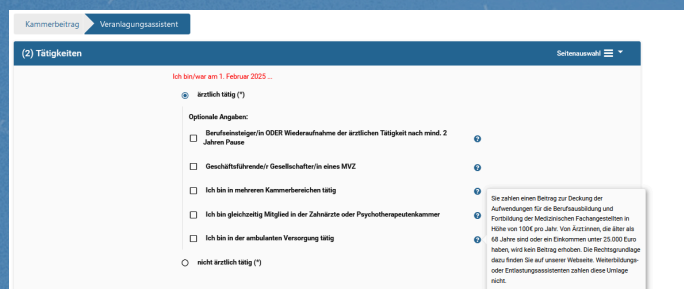 Kammerbeitrag
Veranlagungsassistent
(2) Tätigkeiten
Seitenauswahl
Ich bin/war am 1. Februar 2025 ...
ärztlich tätig (*)
Optionale Angaben:
Berufseinsteiger/in ODER Wiederaufnahme der ärztlichen Tätigkeit nach mind. 2
Jahren Pause
Geschäftsführende/r Gesellschafter/in eines MVZ
Ich bin in mehreren Kammerbereichen tätig
Ich bin gleichzeitig Mitglied in der Zahnärzte oder Psychotherapeutenkammer
Ich bin in der ambulanten Versorgung tätig
nicht ärztlich tätig (*)
Sie zahlen einen Beitrag zur Deckung der
Aufwendungen für die Berufsausbildung und
Fortbildung der Medizinischen Fachangestellten in
Höhe von 100€ pro Jahr. Von Ärzt:innen, die älter als
68 Jahre sind oder ein Einkommen unter 25.000 Euro
haben, wird kein Beitrag erhoben. Die Rechtsgrundlage
dazu finden Sie auf unserer Webseite. Weiterbildungs-
oder Entlastungsassistenten zahlen diese Umlage
nicht.